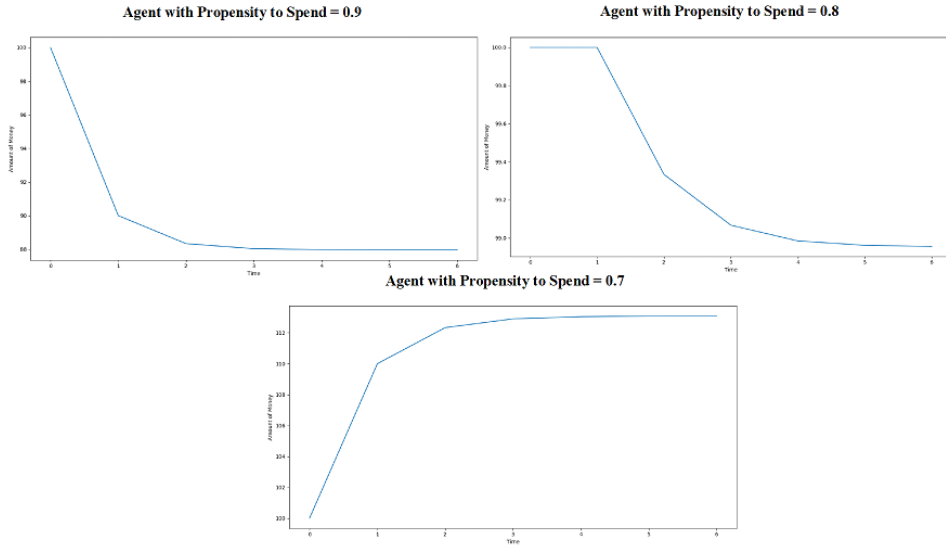 Agent with Propensity to Spend = 0.9
100
98
96
94
92
90
88
Amount of Money
0 1 2 3 4 5 6
Time
Agent with Propensity to Spend = 0.8
100.0
99.8
99.6
99.4
99.2
99.0
Amount of Money
0 1 2 3 4 5 6
Time
Agent with Propensity to Spend = 0.7
112
110
108
106
104
102
100
Amount of Money
0 1 2 3 4 5 6
Time